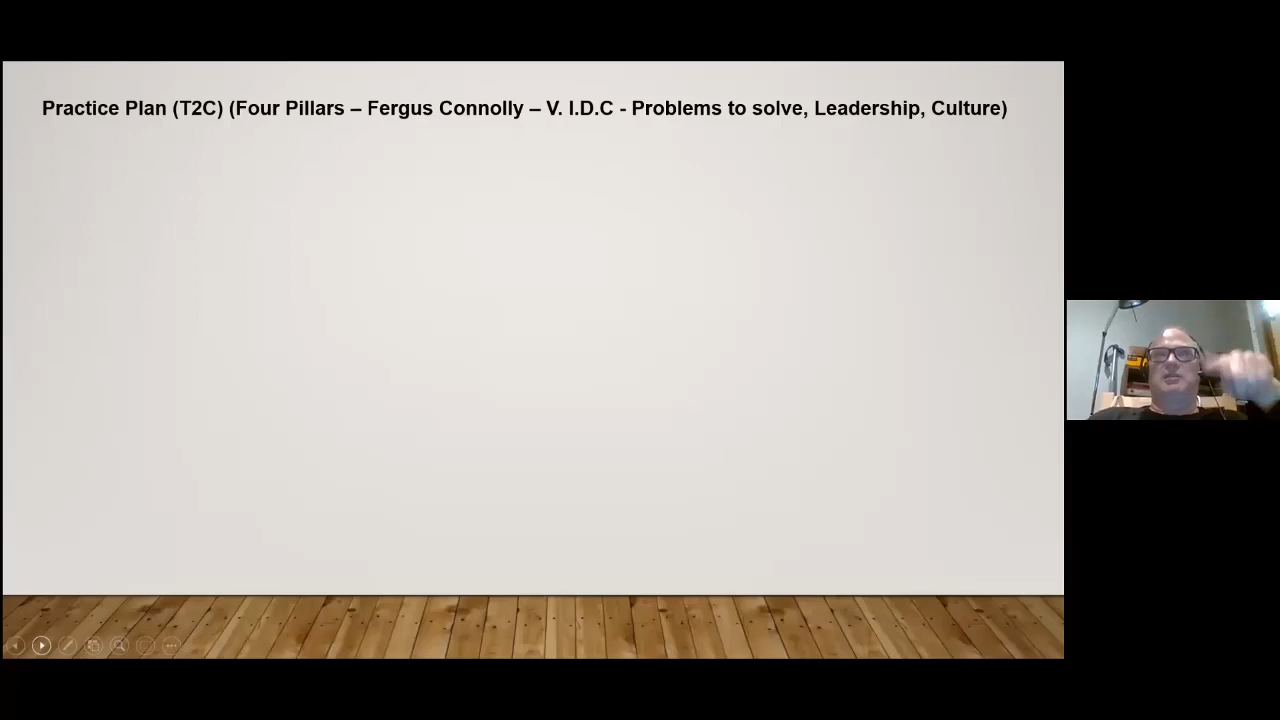 Practice Plan (T2C) (Four Pillars – Fergus Connolly – V. I.D.C - Problems to solve, Leadership, Culture)